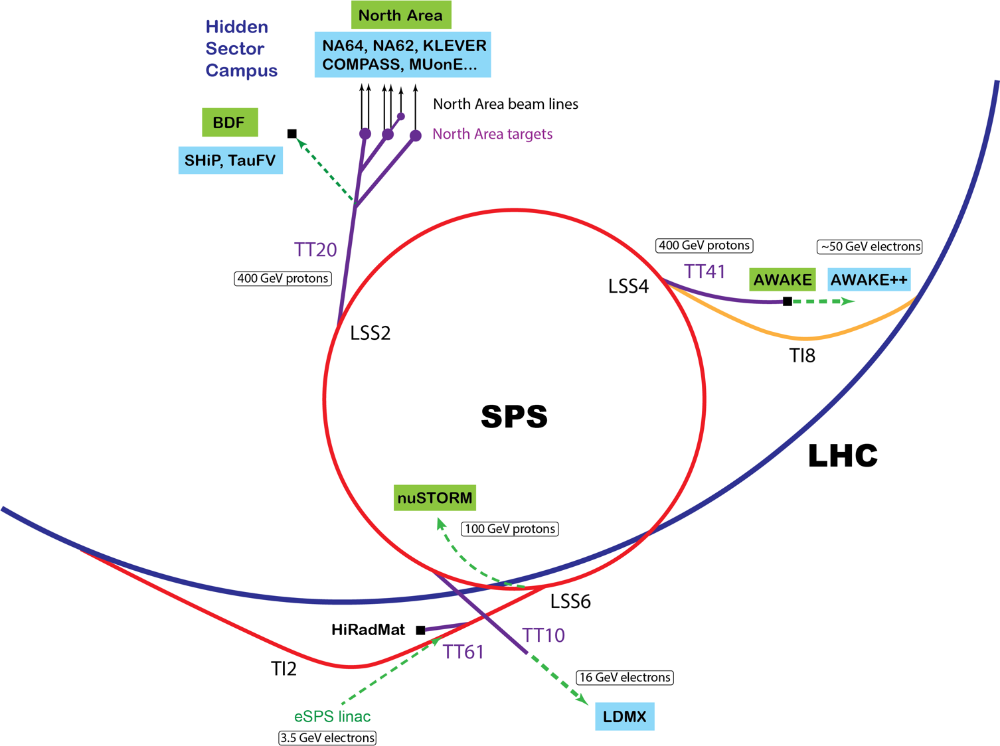 Hidden
Sector
Campus
North Area
NA64, NA62, KLEVER
COMPASS, MUonE...
North Area beam lines
North Area targets
BDF
SHiP, TauFV
TT20
400 GeV protons
LSS2
400 GeV protons
TT41
~50 GeV electrons
AWAKE
AWAKE++
LSS4
TI8
SPS
LHC
nuSTORM
100 GeV protons
LSS6
HiRadMat
TT61
TT10
TI2
16 GeV electrons
LDMX
eSPS linac
3.5 GeV electrons